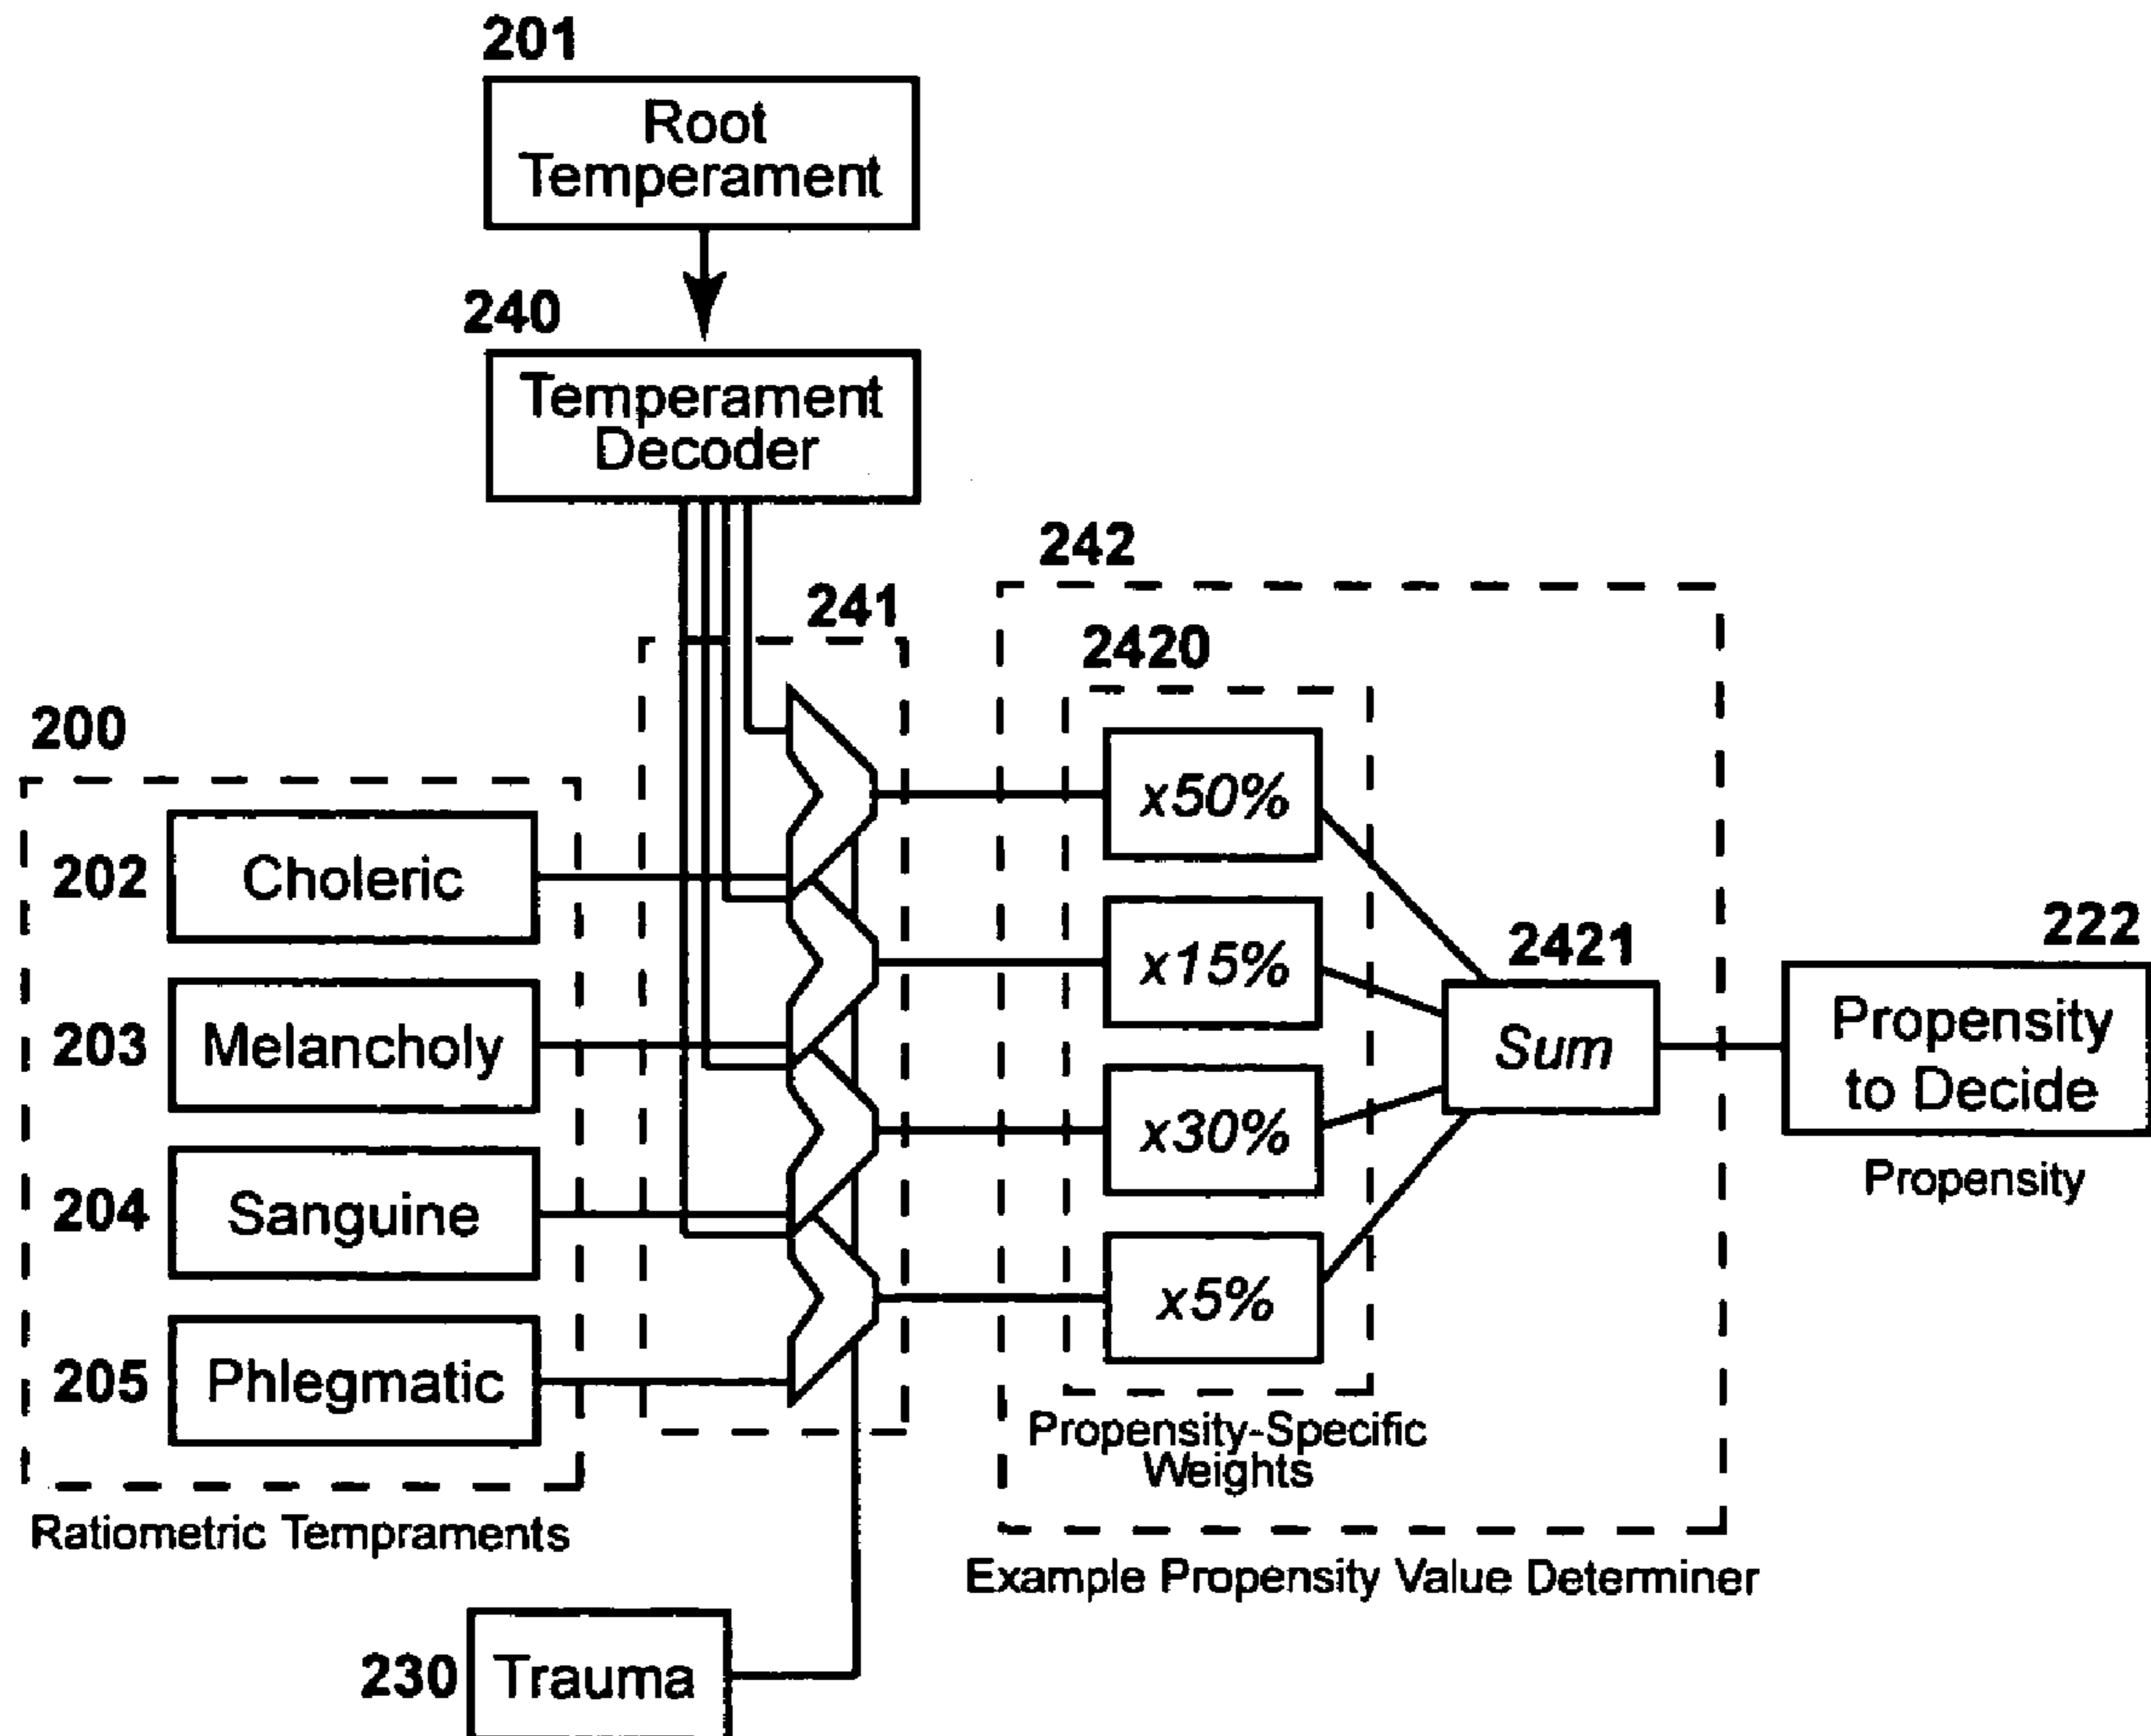 201
Root
Temperament
240
Temperament
Decoder
242
241
2420
200
x50%
202
Choleric
x15%
2421
222
203
Melancholy
Sum
Propensity
to Decide
x30%
Propensity
204
Sanguine
x5%
205
Phlegmatic
Propensity-Specific
Weights
Ratiometric Tempraments
Example Propensity Value Determiner
230
Trauma